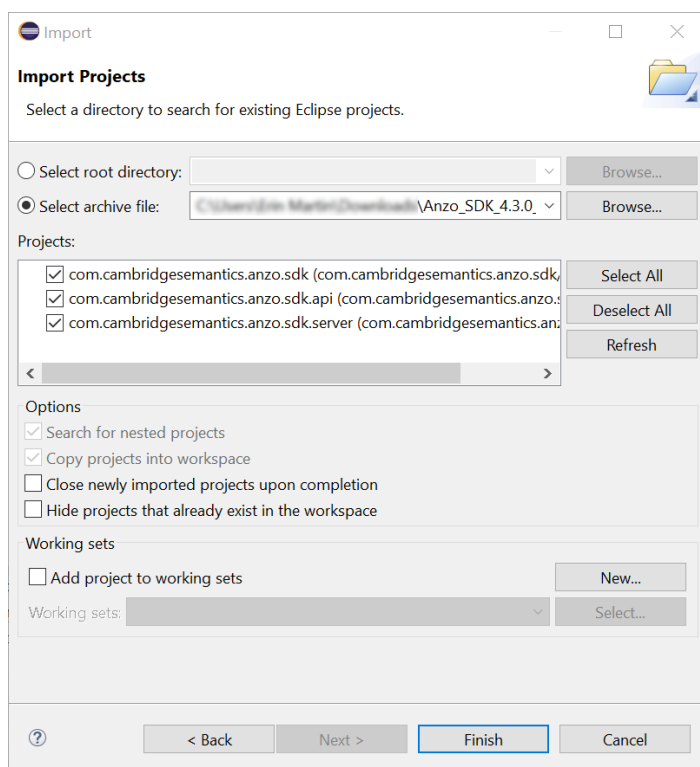 Import
Import Projects
Select a directory to search for existing Eclipse projects.
Select root directory:
Browse...
Select archive file:
\Anzo_SDK_4.3.0_
Browse...
Projects:
com.cambridgesemantics.anzo.sdk (com.cambridgesemantics.anzo.sdk/
Select All
com.cambridgesemantics.anzo.sdk.api (com.cambridgesemantics.anzo.s
Deselect All
com.cambridgesemantics.anzo.sdk.server (com.cambridgesemantics.anz
Refresh
Options
Search for nested projects
Copy projects into workspace
Close newly imported projects upon completion
Hide projects that already exist in the workspace
Working sets
Add project to working sets
New...
Working sets:
Select...
?
< Back
Next >
Finish
Cancel